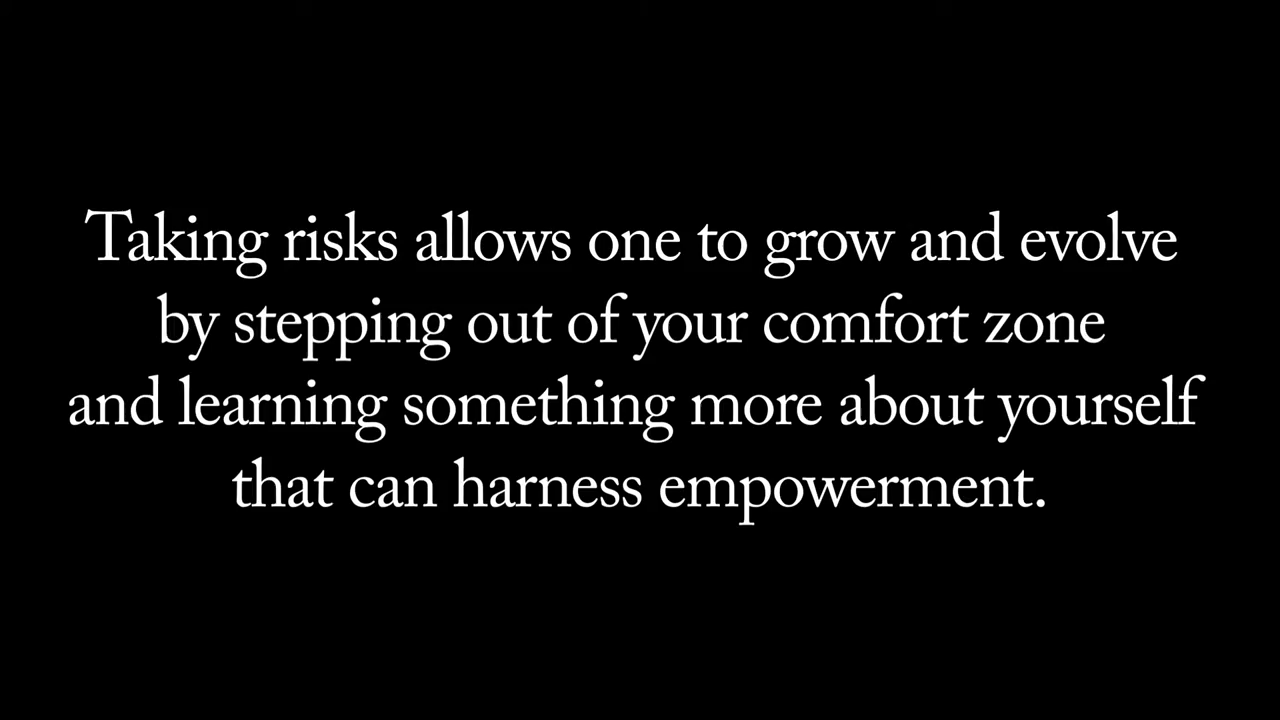 Taking risks allows one to grow and evolve
by stepping out of your comfort zone
and learning something more about yourself
that can harness empowerment.